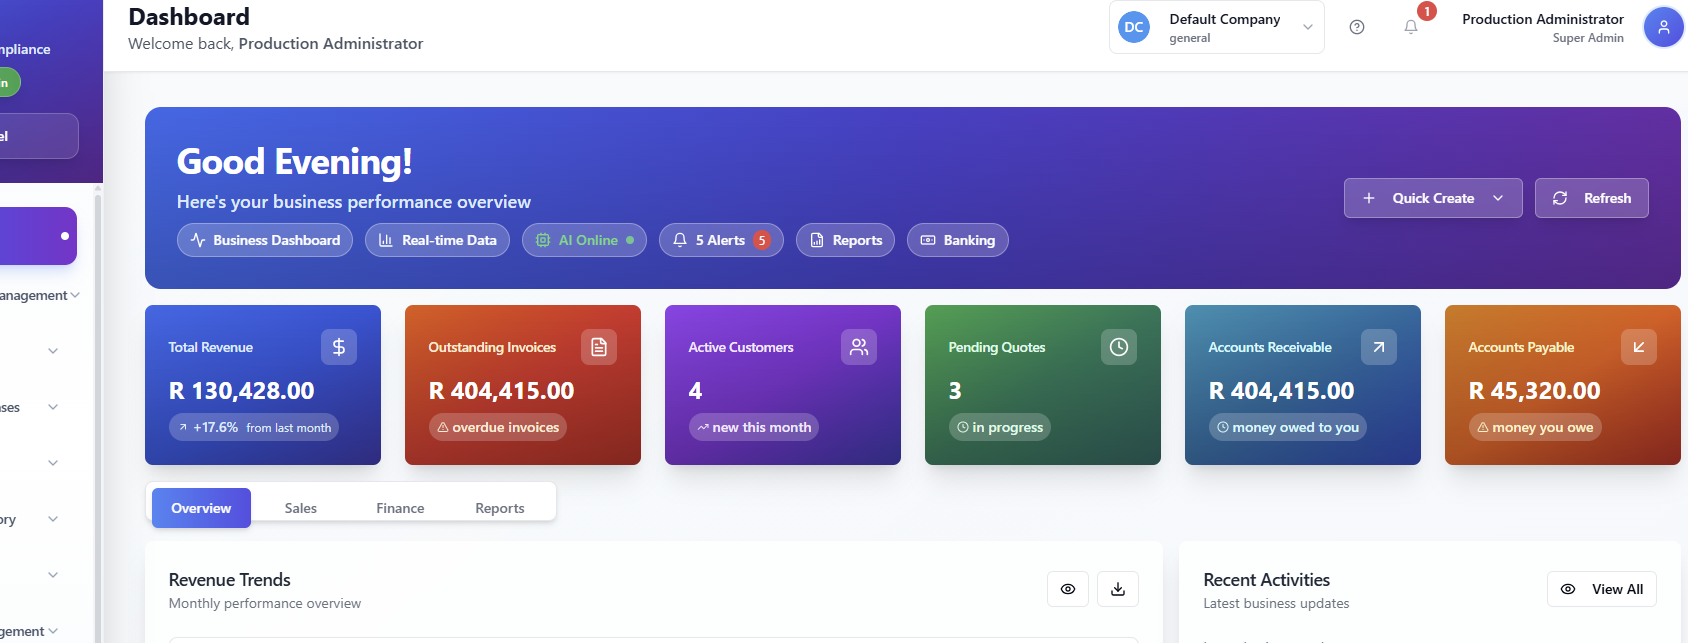 Dashboard
Welcome back, Production Administrator
DC
Default Company
general
1
Production Administrator
Super Admin
mpliance
in
el
anagement
ses
ory
gement
Good Evening!
Here's your business performance overview
Business Dashboard
Real-time Data
AI Online
5 Alerts 5
Reports
Banking
Quick Create
Refresh
Total Revenue
R 130,428.00
+17.6% from last month
Outstanding Invoices
R 404,415.00
overdue invoices
Active Customers
4
new this month
Pending Quotes
3
in progress
Accounts Receivable
R 404,415.00
money owed to you
Accounts Payable
R 45,320.00
money you owe
Overview
Sales
Finance
Reports
Revenue Trends
Monthly performance overview
Recent Activities
Latest business updates
View All